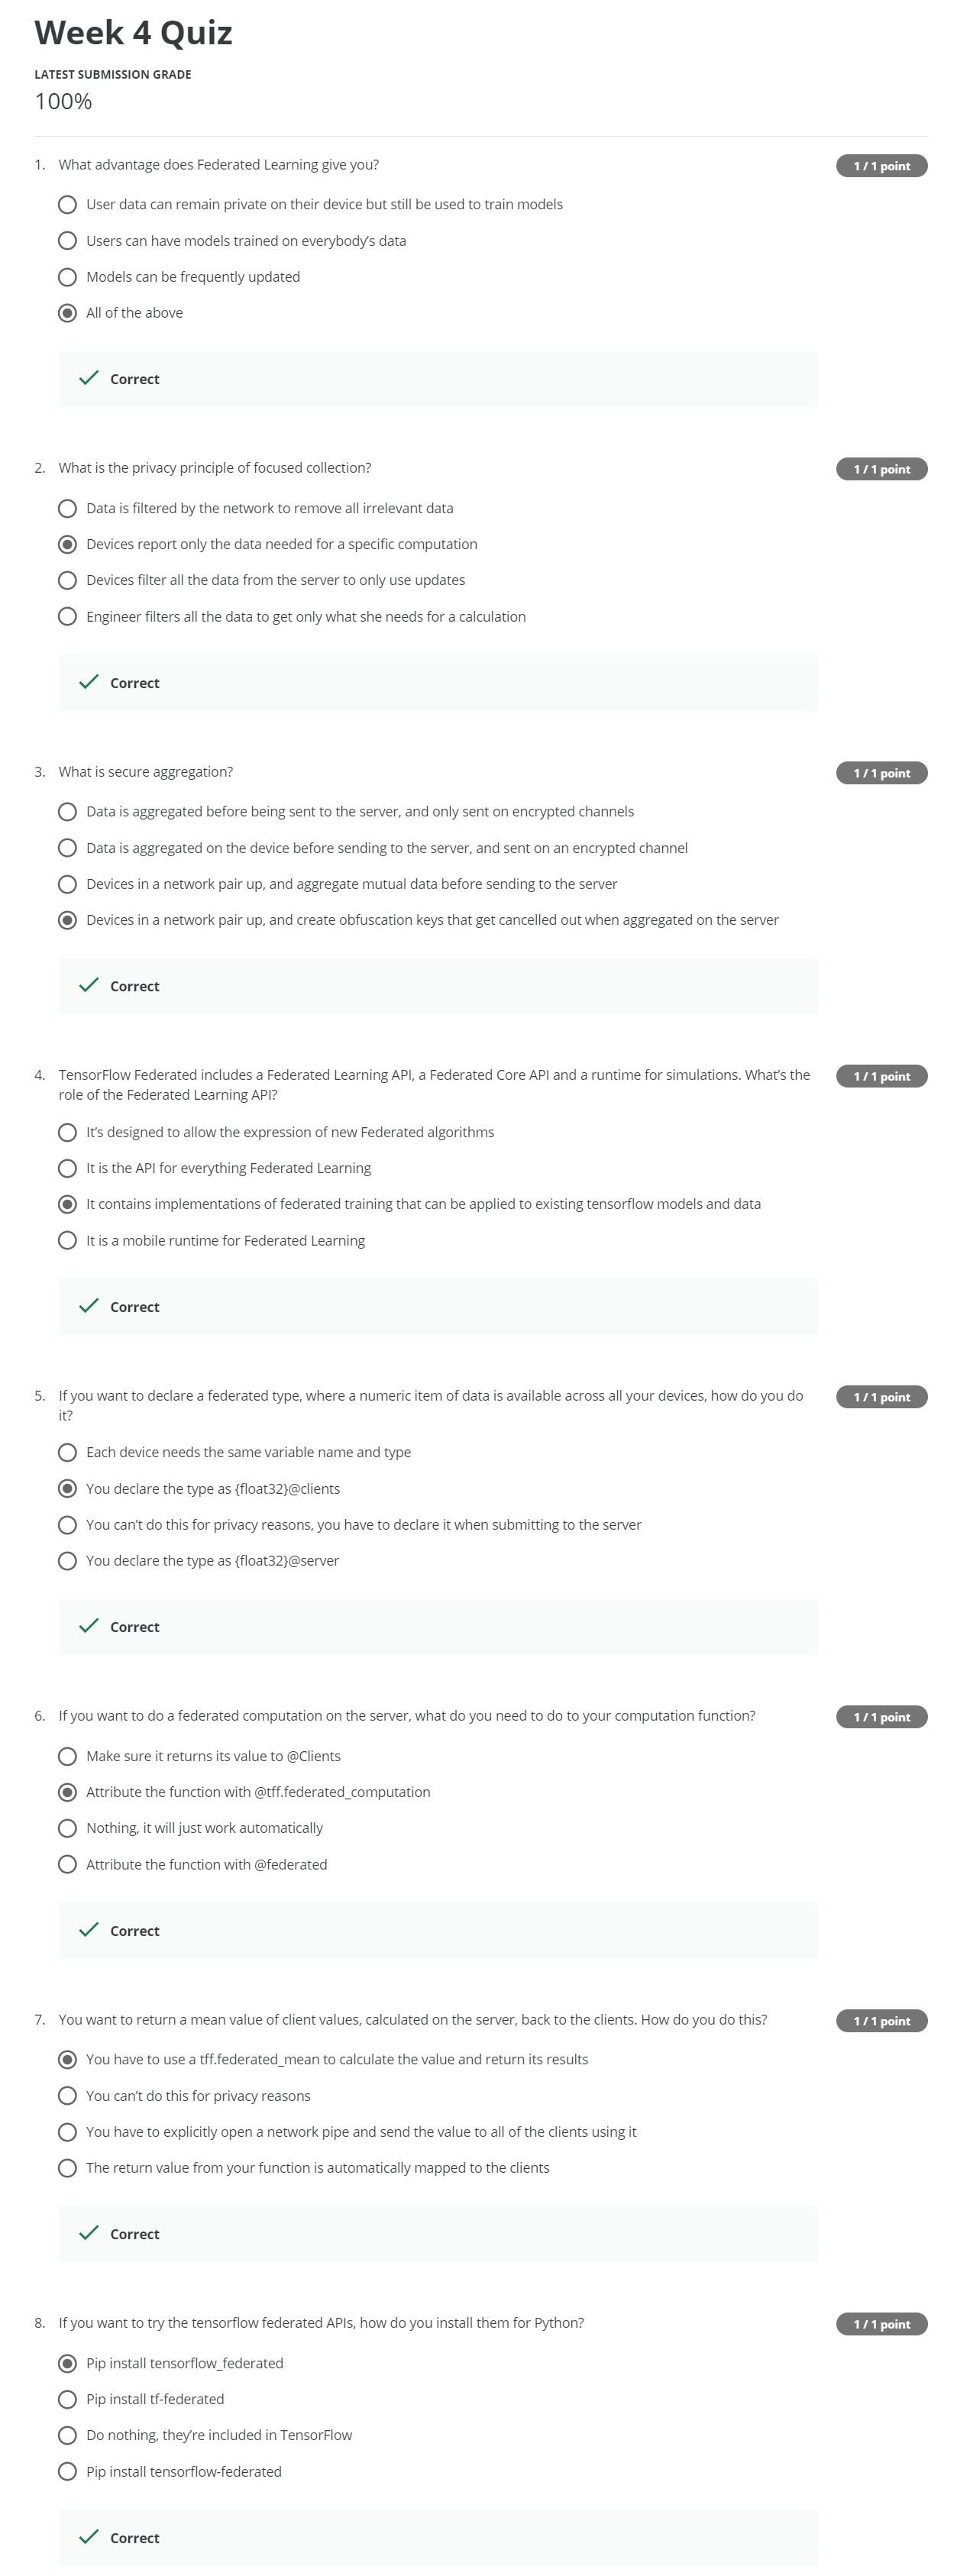 Week 4 Quiz
LATEST SUBMISSION GRADE
100%
1. What advantage does Federated Learning give you?
1 / 1 point
User data can remain private on their device but still be used to train models
Users can have models trained on everybody’s data
Models can be frequently updated
All of the above
Correct
2. What is the privacy principle of focused collection?
1 / 1 point
Data is filtered by the network to remove all irrelevant data
Devices report only the data needed for a specific computation
Devices filter all the data from the server to only use updates
Engineer filters all the data to get only what she needs for a calculation
Correct
3. What is secure aggregation?
1 / 1 point
Data is aggregated before being sent to the server, and only sent on encrypted channels
Data is aggregated on the device before sending to the server, and sent on an encrypted channel
Devices in a network pair up, and aggregate mutual data before sending to the server
Devices in a network pair up, and create obfuscation keys that get cancelled out when aggregated on the server
Correct
4. TensorFlow Federated includes a Federated Learning API, a Federated Core API and a runtime for simulations. What’s the
role of the Federated Learning API?
1 / 1 point
It’s designed to allow the expression of new Federated algorithms
It is the API for everything Federated Learning
It contains implementations of federated training that can be applied to existing tensorflow models and data
It is a mobile runtime for Federated Learning
Correct
5. If you want to declare a federated type, where a numeric item of data is available across all your devices, how do you do
it?
1 / 1 point
Each device needs the same variable name and type
You declare the type as {float32}@clients
You can’t do this for privacy reasons, you have to declare it when submitting to the server
You declare the type as {float32}@server
Correct
6. If you want to do a federated computation on the server, what do you need to do to your computation function?
1 / 1 point
Make sure it returns its value to @Clients
Attribute the function with @tff.federated_computation
Nothing, it will just work automatically
Attribute the function with @federated
Correct
7. You want to return a mean value of client values, calculated on the server, back to the clients. How do you do this?
1 / 1 point
You have to use a tff.federated_mean to calculate the value and return its results
You can’t do this for privacy reasons
You have to explicitly open a network pipe and send the value to all of the clients using it
The return value from your function is automatically mapped to the clients
Correct
8. If you want to try the tensorflow federated APIs, how do you install them for Python?
1 / 1 point
Pip install tensorflow_federated
Pip install tf-federated
Do nothing, they’re included in TensorFlow
Pip install tensorflow-federated
Correct